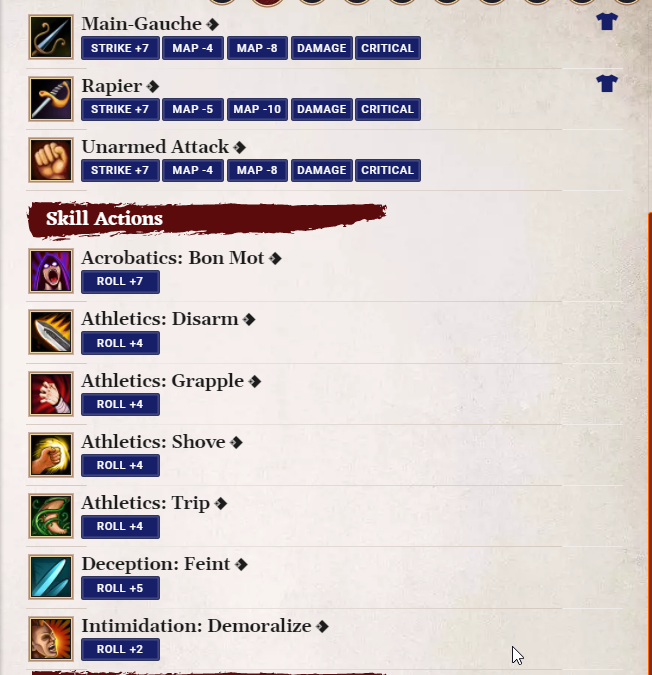 Main-Gauche
STRIKE +7 MAP -4 MAP -8 DAMAGE CRITICAL
Rapier
STRIKE +7 MAP -5 MAP -10 DAMAGE CRITICAL
Unarmed Attack
STRIKE +7 MAP -4 MAP -8 DAMAGE CRITICAL
Skill Actions
Acrobatics: Bon Mot
ROLL +7
Athletics: Disarm
ROLL +4
Athletics: Grapple
ROLL +4
Athletics: Shove
ROLL +4
Athletics: Trip
ROLL +4
Deception: Feint
ROLL +5
Intimidation: Demoralize
ROLL +2